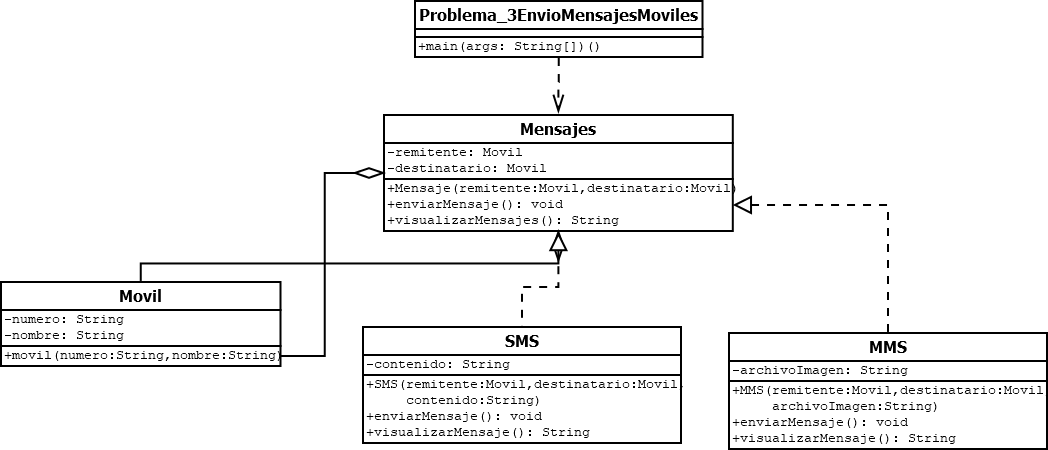 Problema_3EnvioMensajesMoviles
+main(args: String[])()
Mensajes
-remitente: Movil
-destinatario: Movil
+Mensaje(remitente:Movil,destinatario:Movil)
+enviarMensaje(): void
+visualizarMensajes(): String
Movil
-numero: String
-nombre: String
+movil(numero:String,nombre:String)
SMS
-contenido: String
+SMS(remitente:Movil,destinatario:Movil,
contenido:String)
+enviarMensaje(): void
+visualizarMensaje(): String
MMS
-archivoImagen: String
+MMS(remitente:Movil,destinatario:Movil
archivoImagen:String)
+enviarMensaje(): void
+visualizarMensaje(): String